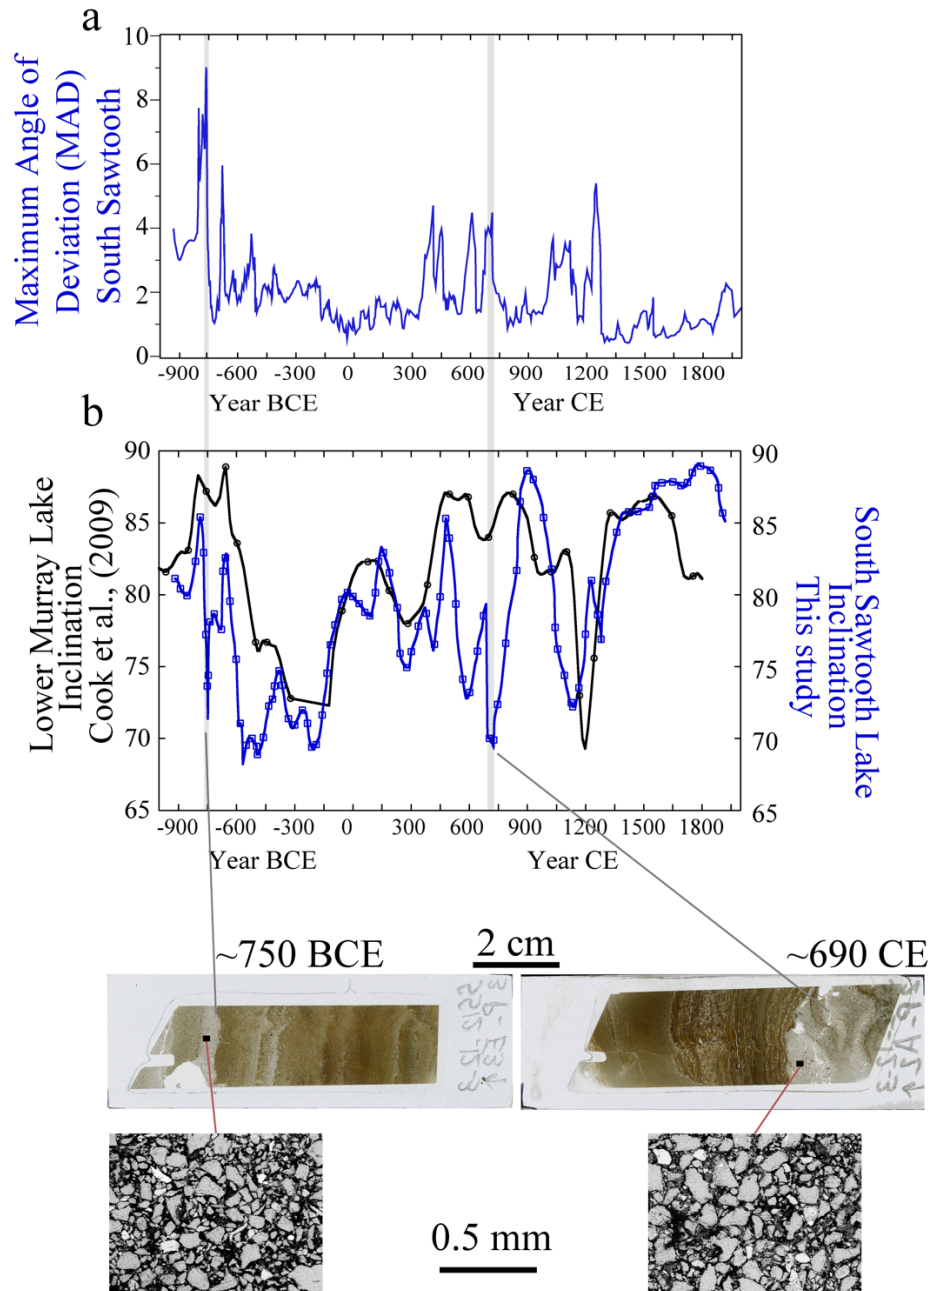 a
Maximum Angle of
Deviation (MAD)
South Sawtooth
10
8
6
4
2
0
-900 -600 -300 0 300 600 900 1200 1500 1800
Year BCE Year CE
b
Lower Murray Lake
Inclination
Cook et al., (2009)
90
85
80
75
70
65
90
85
80
75
70
65
South Sawtooth Lake
Inclination
This study
-900 -600 -300 0 300 600 900 1200 1500 1800
Year BCE Year CE
~750 BCE
2 cm
~690 CE
0.5 mm